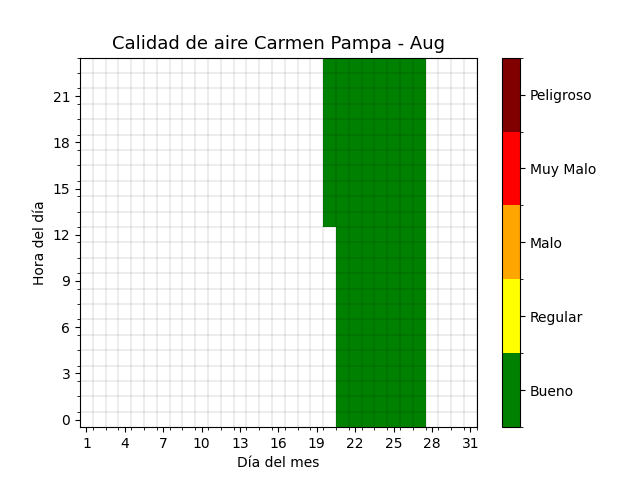 Calidad de aire Carmen Pampa - Aug
Hora del día
21
18
15
12
9
6
3
0
1 4 7 10 13 16 19 22 25 28 31
Día del mes
Peligroso
Muy Malo
Malo
Regular
Bueno